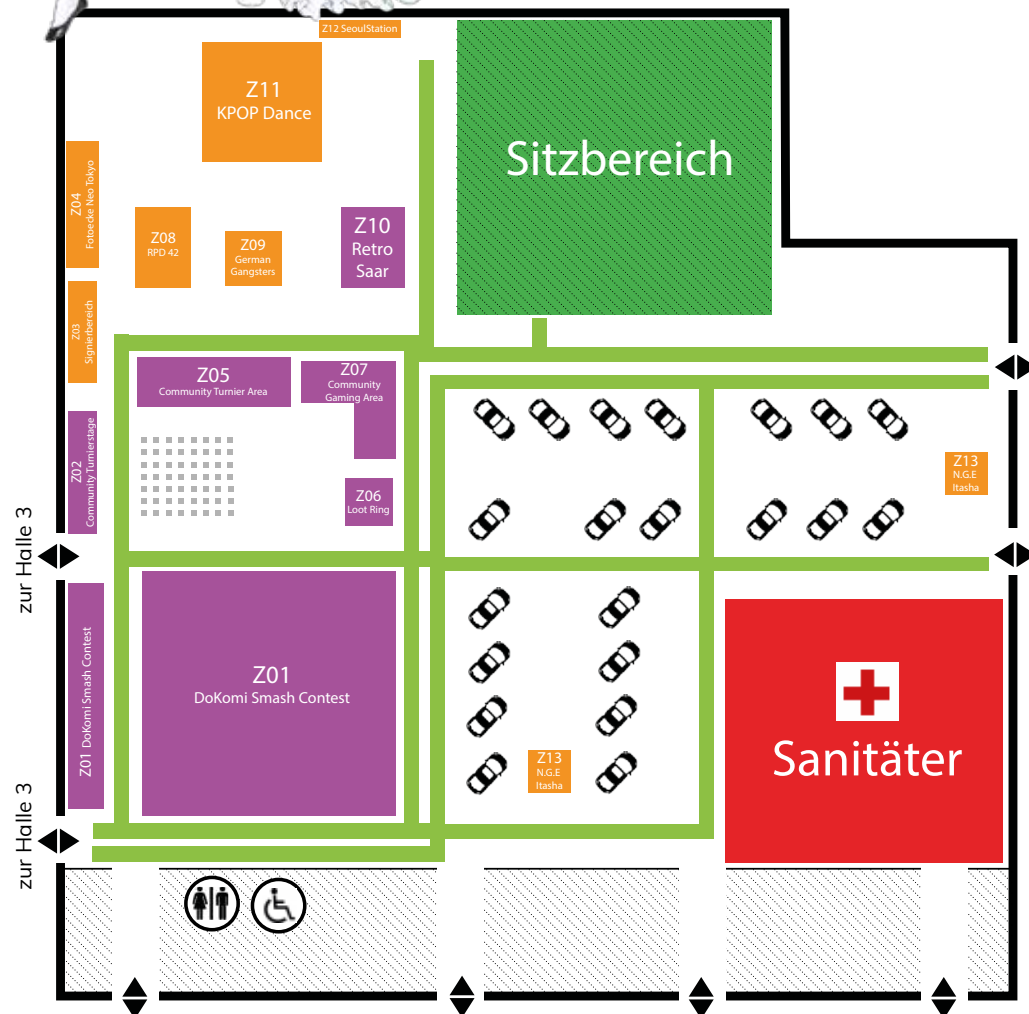 Z12 SeoulStation
Z11
KPOP Dance
Sitzbereich
Z04
Fotoecke Neo Tokyo
Z08
RPD 42
Z09
German
Gangsters
Z10
Retro
Saar
Z03
Signierbereich
Z05
Community Turnier Area
Z07
Community
Gaming Area
Z02
Community Turnierstage
Z06
Loot Ring
Z13
N.G.E
Itasha
zur Halle 3
Z01 DoKomi Smash Contest
Z01
DoKomi Smash Contest
Z13
N.G.E
Itasha
Sanitäter
zur Halle 3